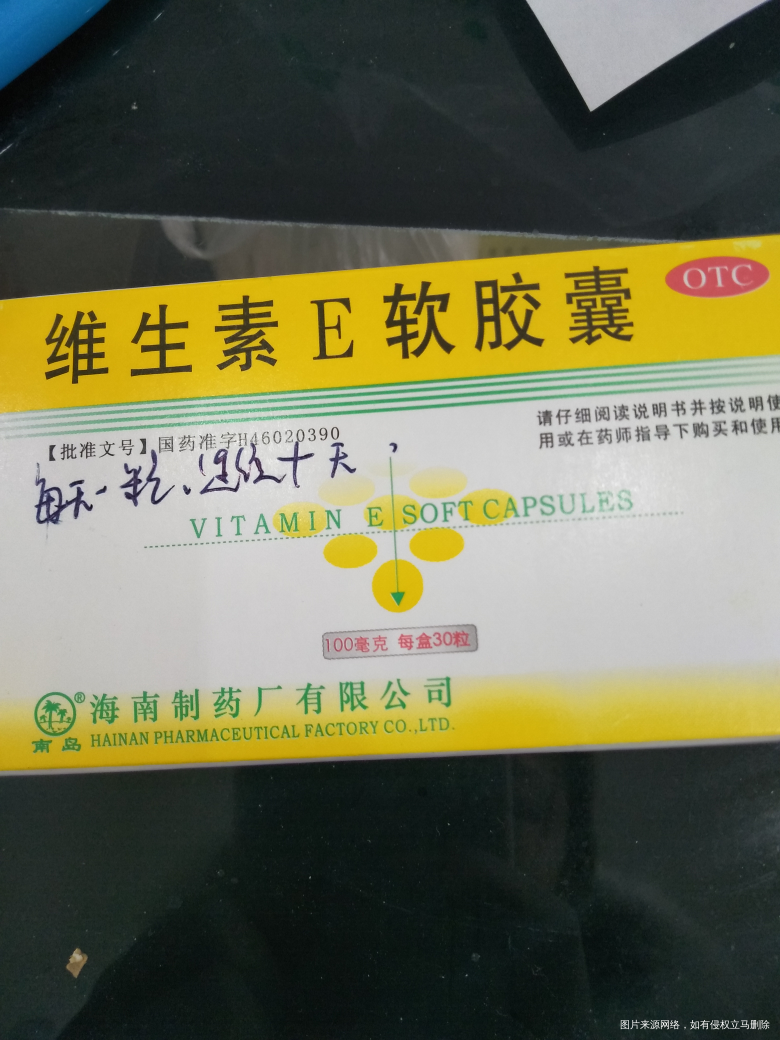 维生素E软胶囊
OTC
请仔细阅读说明书并按说明使
用或在药师指导下购买和使用
【批准文号】国药准字H46020390
每天一粒、连续十天
VITAMIN E SOFT CAPSULES
100毫克 每盒30粒
®
海南制药厂有限公司
南岛
HAINAN PHARMACEUTICAL FACTORY CO.,LTD.
图片来源网络，如有侵权立马删除